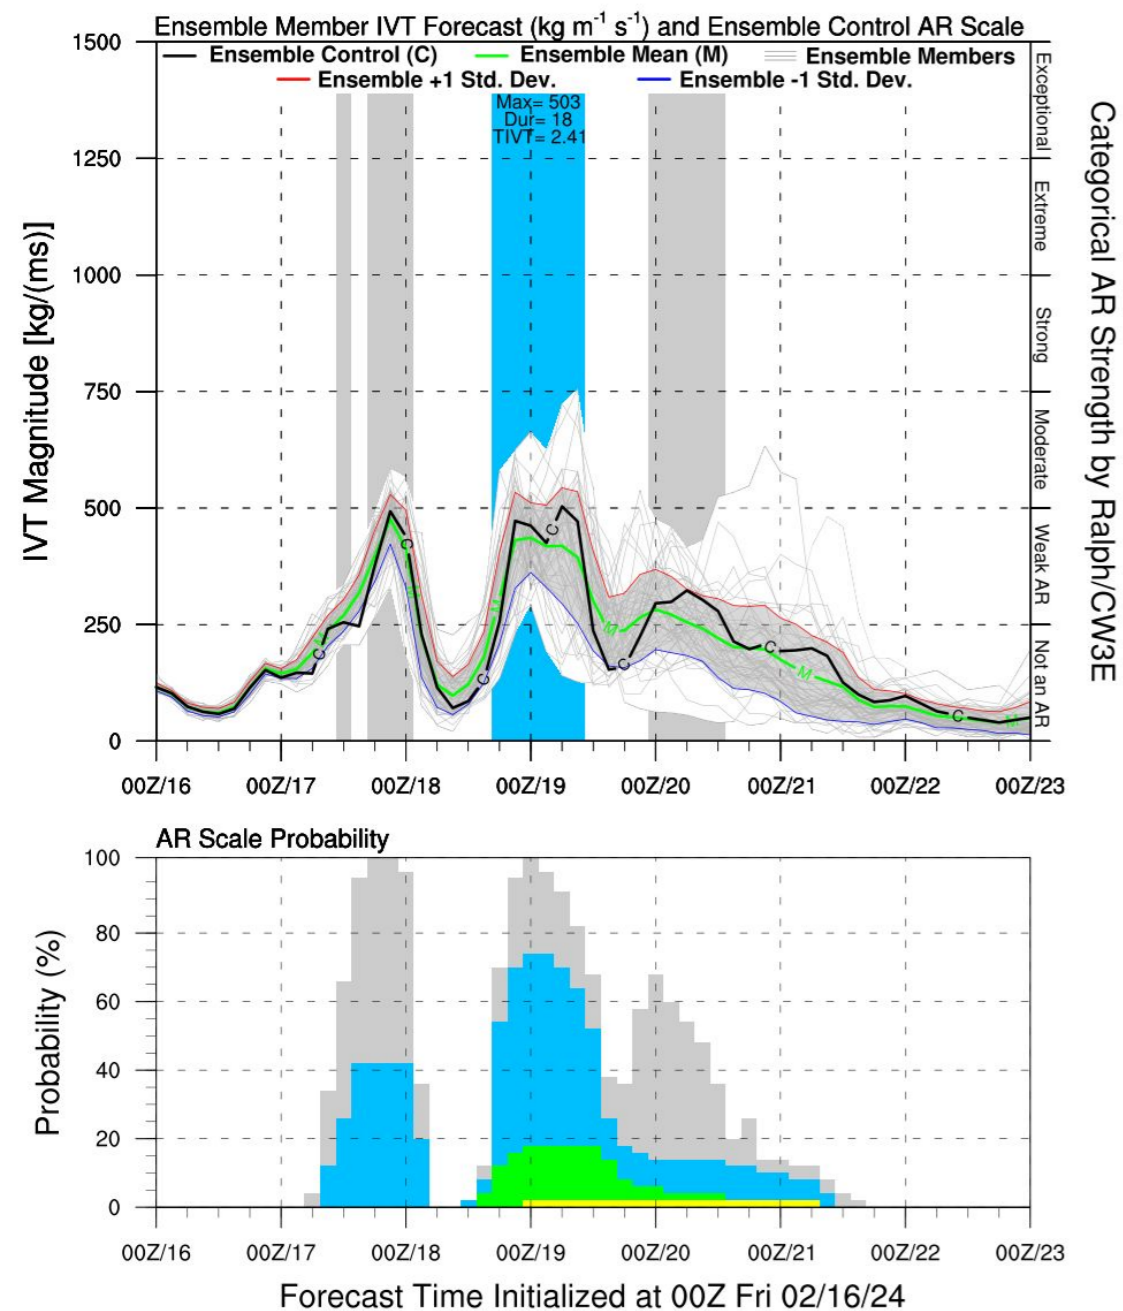 Ensemble Member IVT Forecast (kg m-1 s-1) and Ensemble Control AR Scale
Ensemble Control (C)
Ensemble Mean (M)
Ensemble Members
Ensemble +1 Std. Dev.
Ensemble -1 Std. Dev.
Max= 503
Dur= 18
TIVT= 2.41
IVT Magnitude [kg/(ms)]
1500
1250
1000
750
500
250
0
Exceptional
Extreme
Strong
Moderate
Weak AR
Not an AR
Categorical AR Strength by Ralph/CW3E
C
C
C
C
C
C
C
M
M
M
M
M
M
00Z/16
00Z/17
00Z/18
00Z/19
00Z/20
00Z/21
00Z/22
00Z/23
AR Scale Probability
Probability (%)
100
80
60
40
20
0
00Z/16
00Z/17
00Z/18
00Z/19
00Z/20
00Z/21
00Z/22
00Z/23
Forecast Time Initialized at 00Z Fri 02/16/24